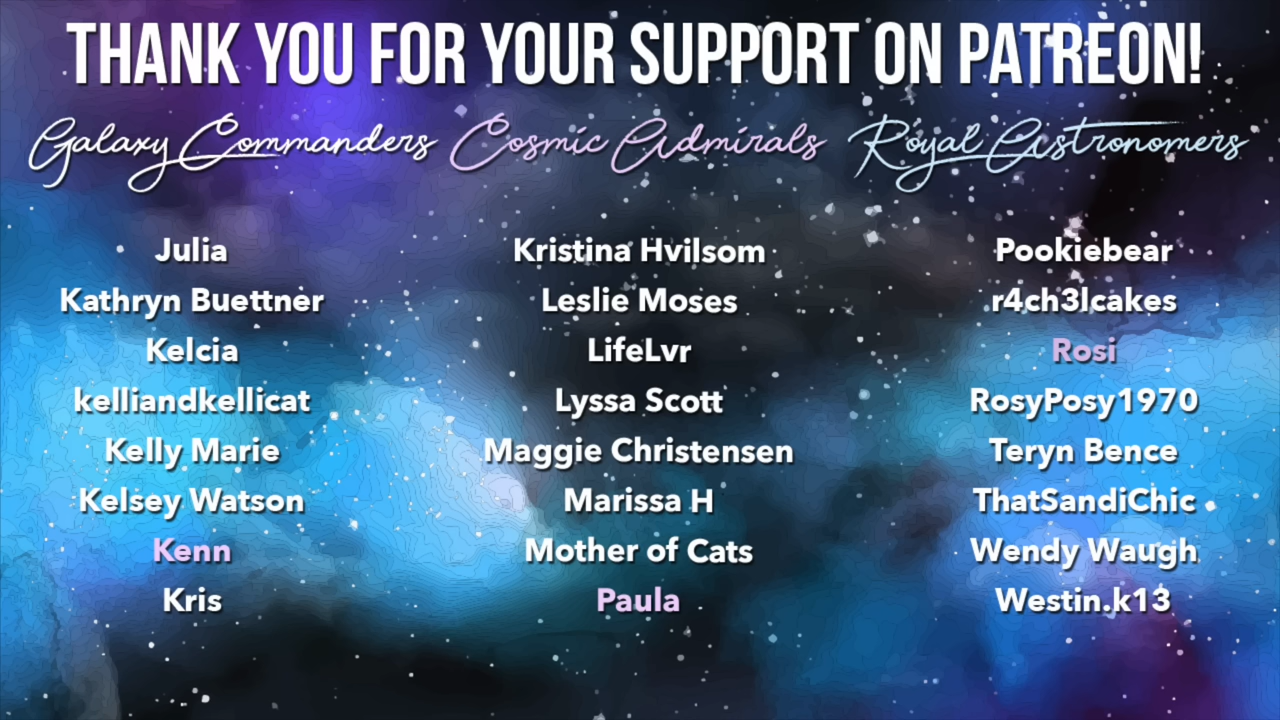 THANK YOU FOR YOUR SUPPORT ON PATREON!
Galaxy Commanders Cosmic Admirals Royal Astronomers
Julia Kristina Hvilsom Pookiebear
Kathryn Buettner Leslie Moses r4ch3lcakes
Kelcia LifeLvr Rosi
kelliandkellicat Lyssa Scott RosyPosy1970
Kelly Marie Maggie Christensen Teryn Bence
Kelsey Watson Marissa H ThatSandiChic
Kenn Mother of Cats Wendy Waugh
Kris Paula Westin.k13